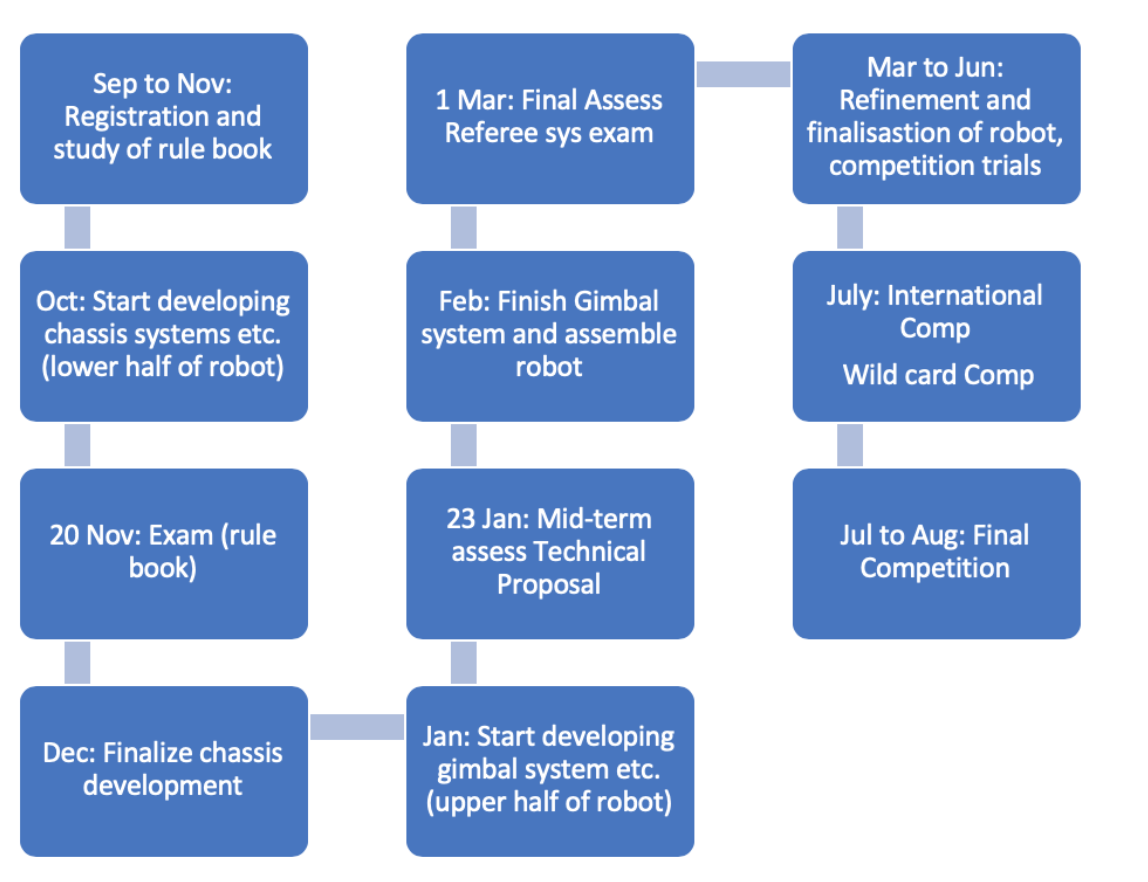 Sep to Nov:
Registration and
study of rule book
Oct: Start developing
chassis systems etc.
(lower half of robot)
20 Nov: Exam (rule
book)
Dec: Finalize chassis
development
Jan: Start developing
gimbal system etc.
(upper half of robot)
23 Jan: Mid-term
assess Technical
Proposal
Feb: Finish Gimbal
system and assemble
robot
1 Mar: Final Assess
Referee sys exam
Mar to Jun:
Refinement and
finalisastion of robot,
competition trials
July: International
Comp
Wild card Comp
Jul to Aug: Final
Competition